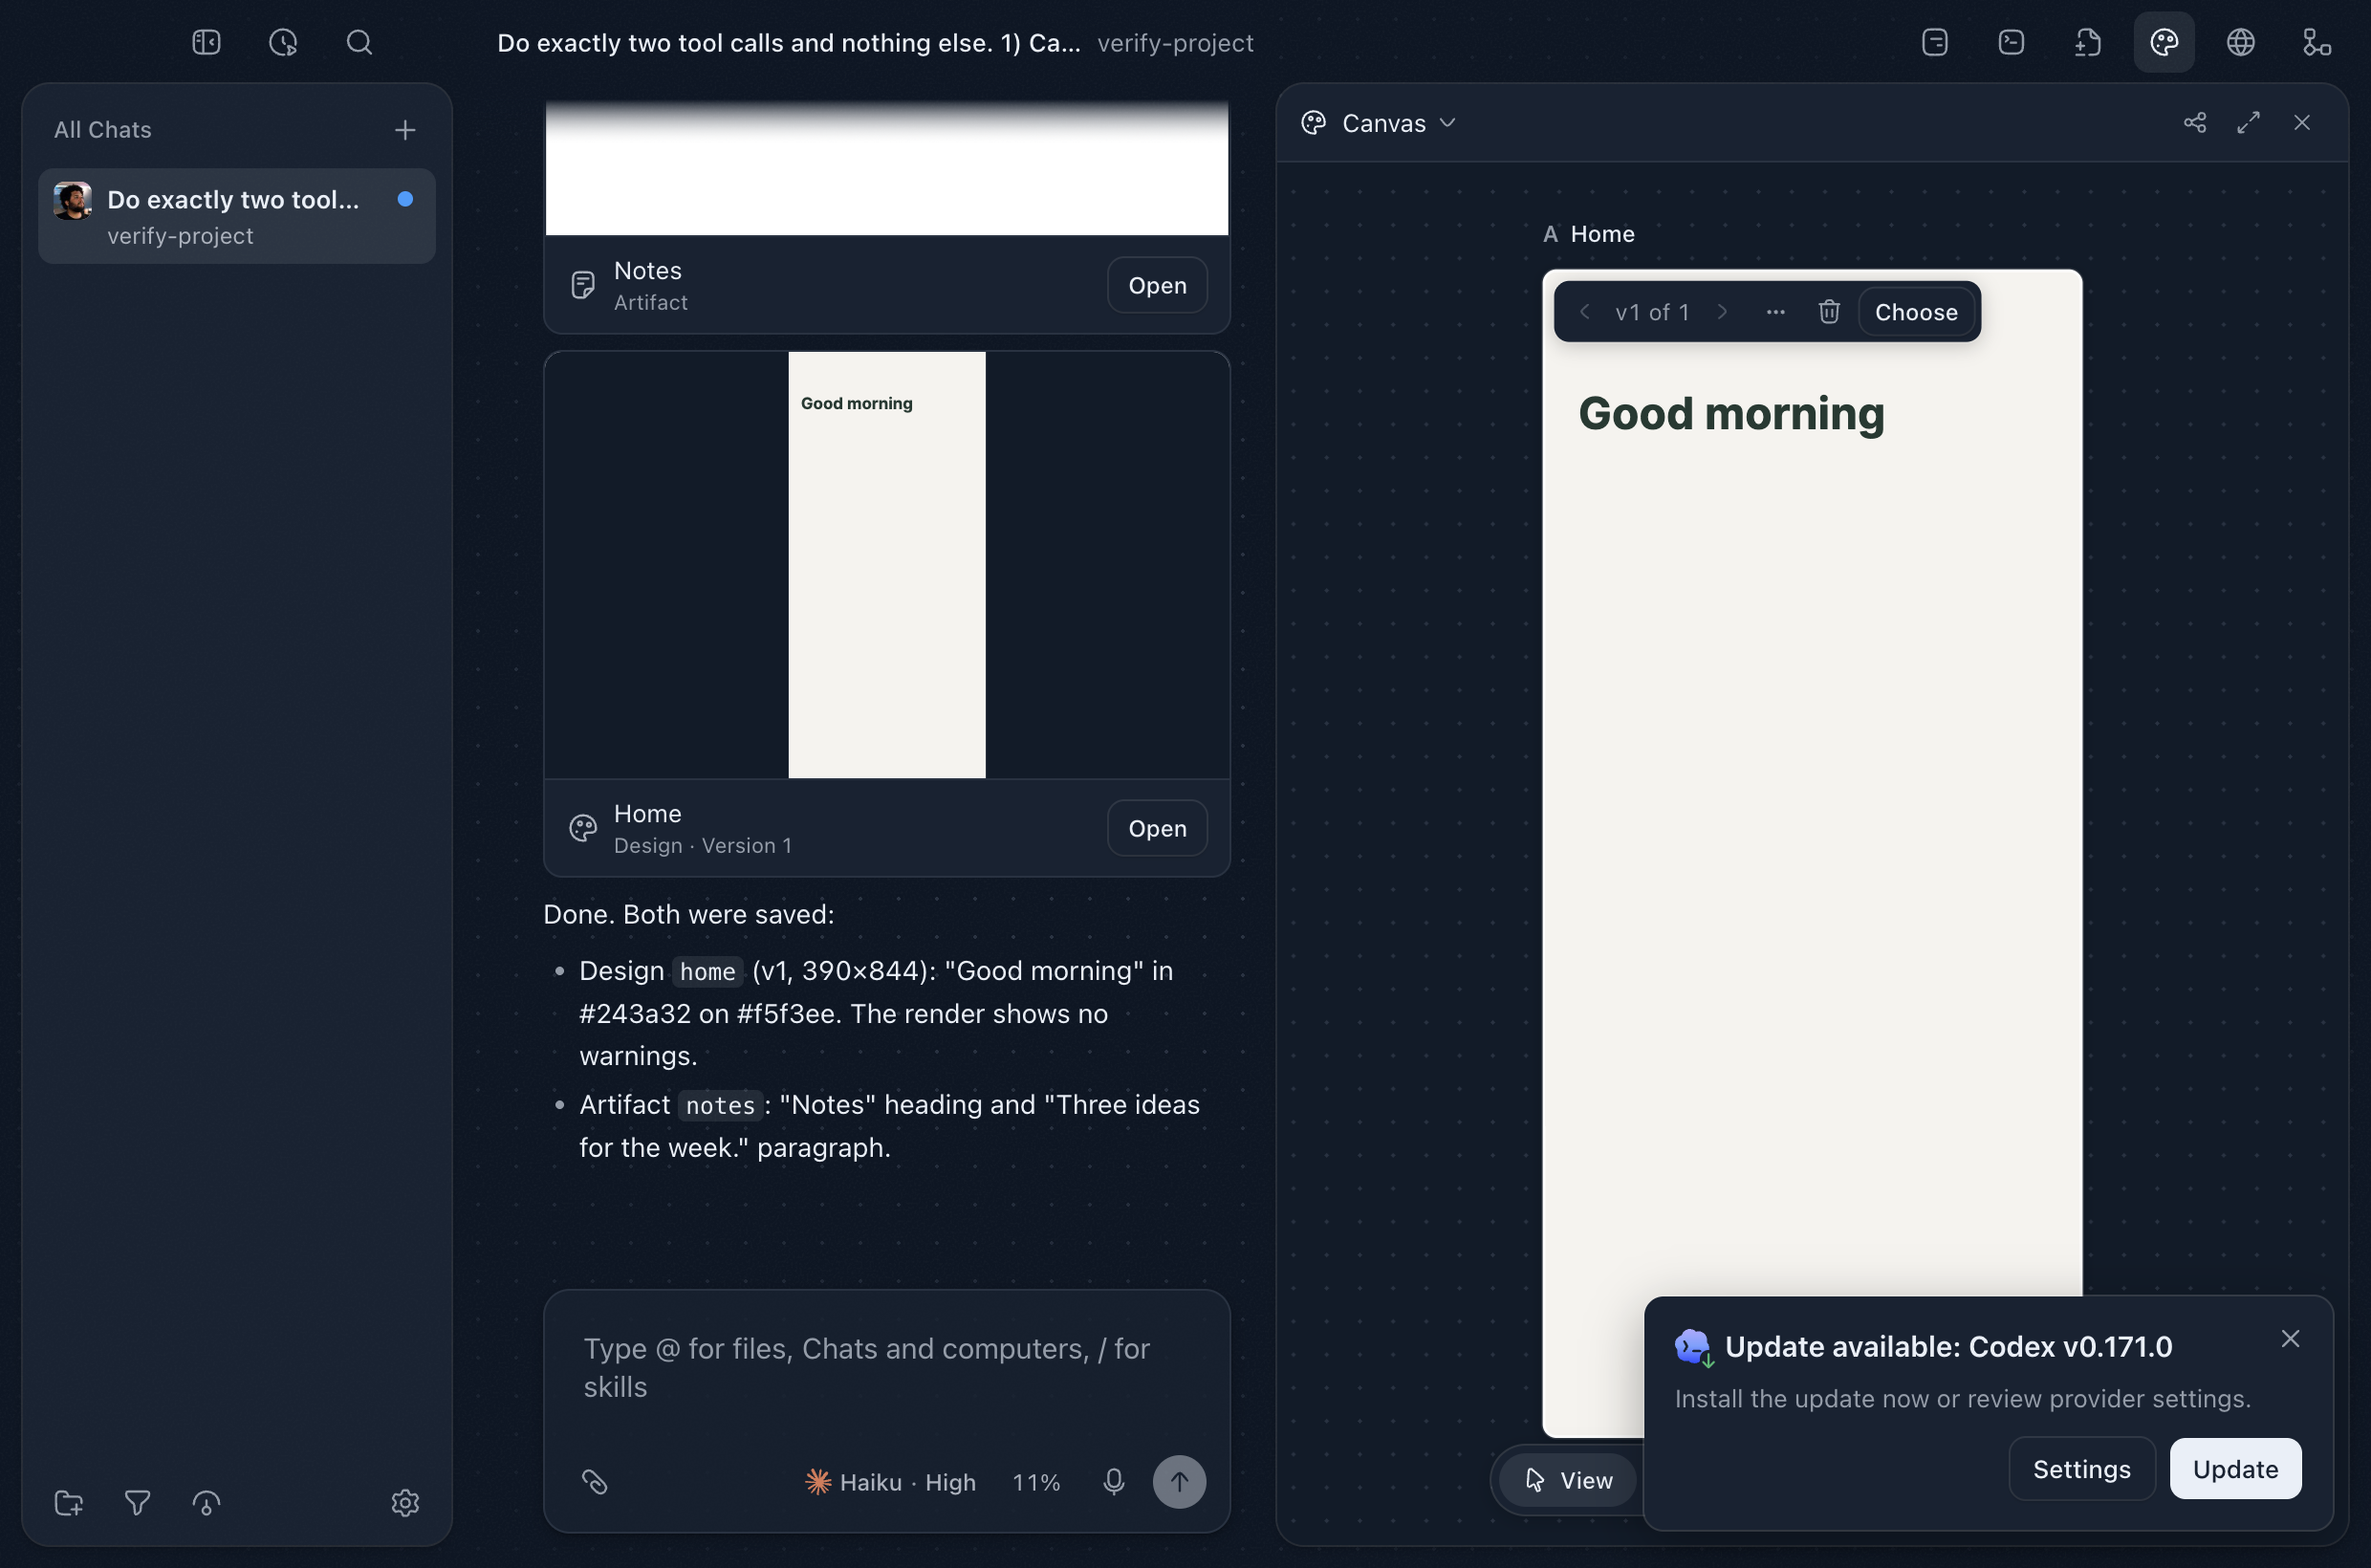 Do exactly two tool calls and nothing else. 1) Ca... verify-project
All Chats
Do exactly two tool...
verify-project
Notes
Artifact
Open
Good morning
Home
Design · Version 1
Open
Done. Both were saved:
• Design home (v1, 390×844): "Good morning" in
#243a32 on #f5f3ee. The render shows no
warnings.
• Artifact notes: "Notes" heading and "Three ideas
for the week." paragraph.
Type @ for files, Chats and computers, / for
skills
Haiku · High 11%
Canvas
A Home
v1 of 1 ... Choose
Good morning
View
Update available: Codex v0.171.0
Install the update now or review provider settings.
Settings Update